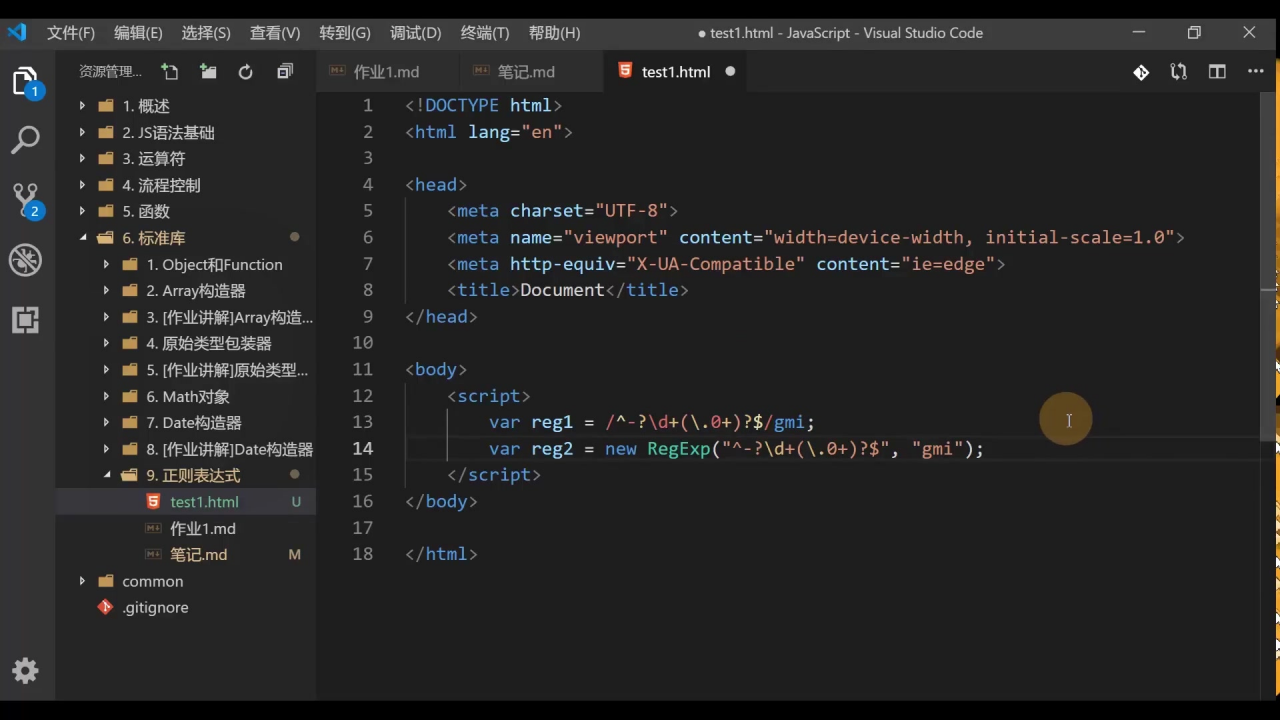 文件(F) 编辑(E) 选择(S) 查看(V) 转到(G) 调试(D) 终端(T) 帮助(H) ● test1.html - JavaScript - Visual Studio Code
资源管理... 作业1.md 笔记.md test1.html
1
2
1. 概述
2. JS语法基础
3. 运算符
4. 流程控制
5. 函数
6. 标准库
1. Object和Function
2. Array构造器
3. [作业讲解]Array构造...
4. 原始类型包装器
5. [作业讲解]原始类型...
6. Math对象
7. Date构造器
8. [作业讲解]Date构造器
9. 正则表达式
test1.html U
作业1.md
笔记.md M
common
.gitignore
1 <!DOCTYPE html>
2 <html lang="en">
3
4 <head>
5 <meta charset="UTF-8">
6 <meta name="viewport" content="width=device-width, initial-scale=1.0">
7 <meta http-equiv="X-UA-Compatible" content="ie=edge">
8 <title>Document</title>
9 </head>
10
11 <body>
12 <script>
13 var reg1 = /^-?\d+(\.0+)?$/gmi;
14 var reg2 = new RegExp("^-?\d+(\.0+)?$", "gmi");
15 </script>
16 </body>
17
18 </html>